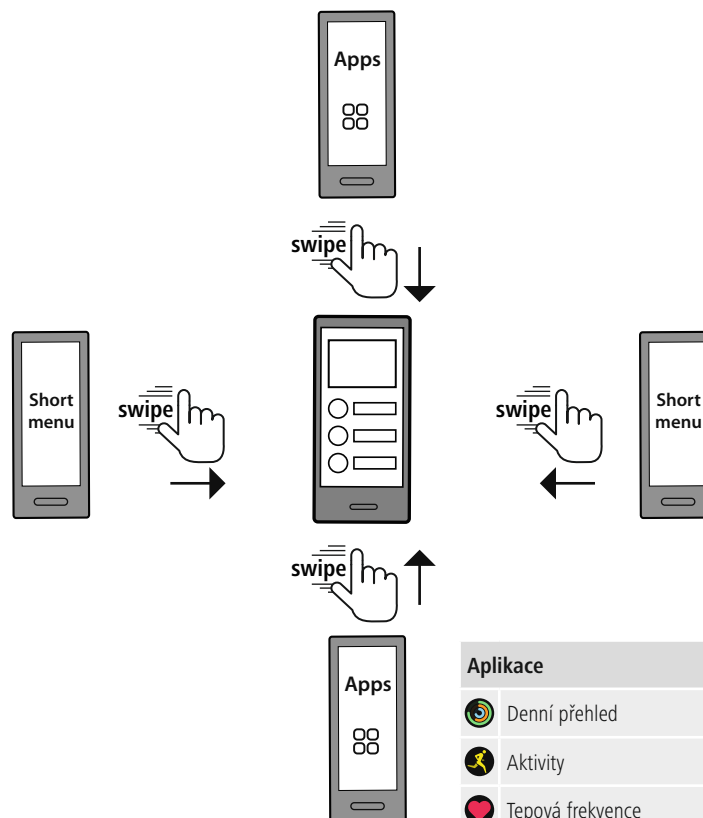 Apps
swipe
Short
menu
swipe
swipe
Short
menu
swipe
Apps
Aplikace
Denní přehled
Aktivity
Tepová frekvence